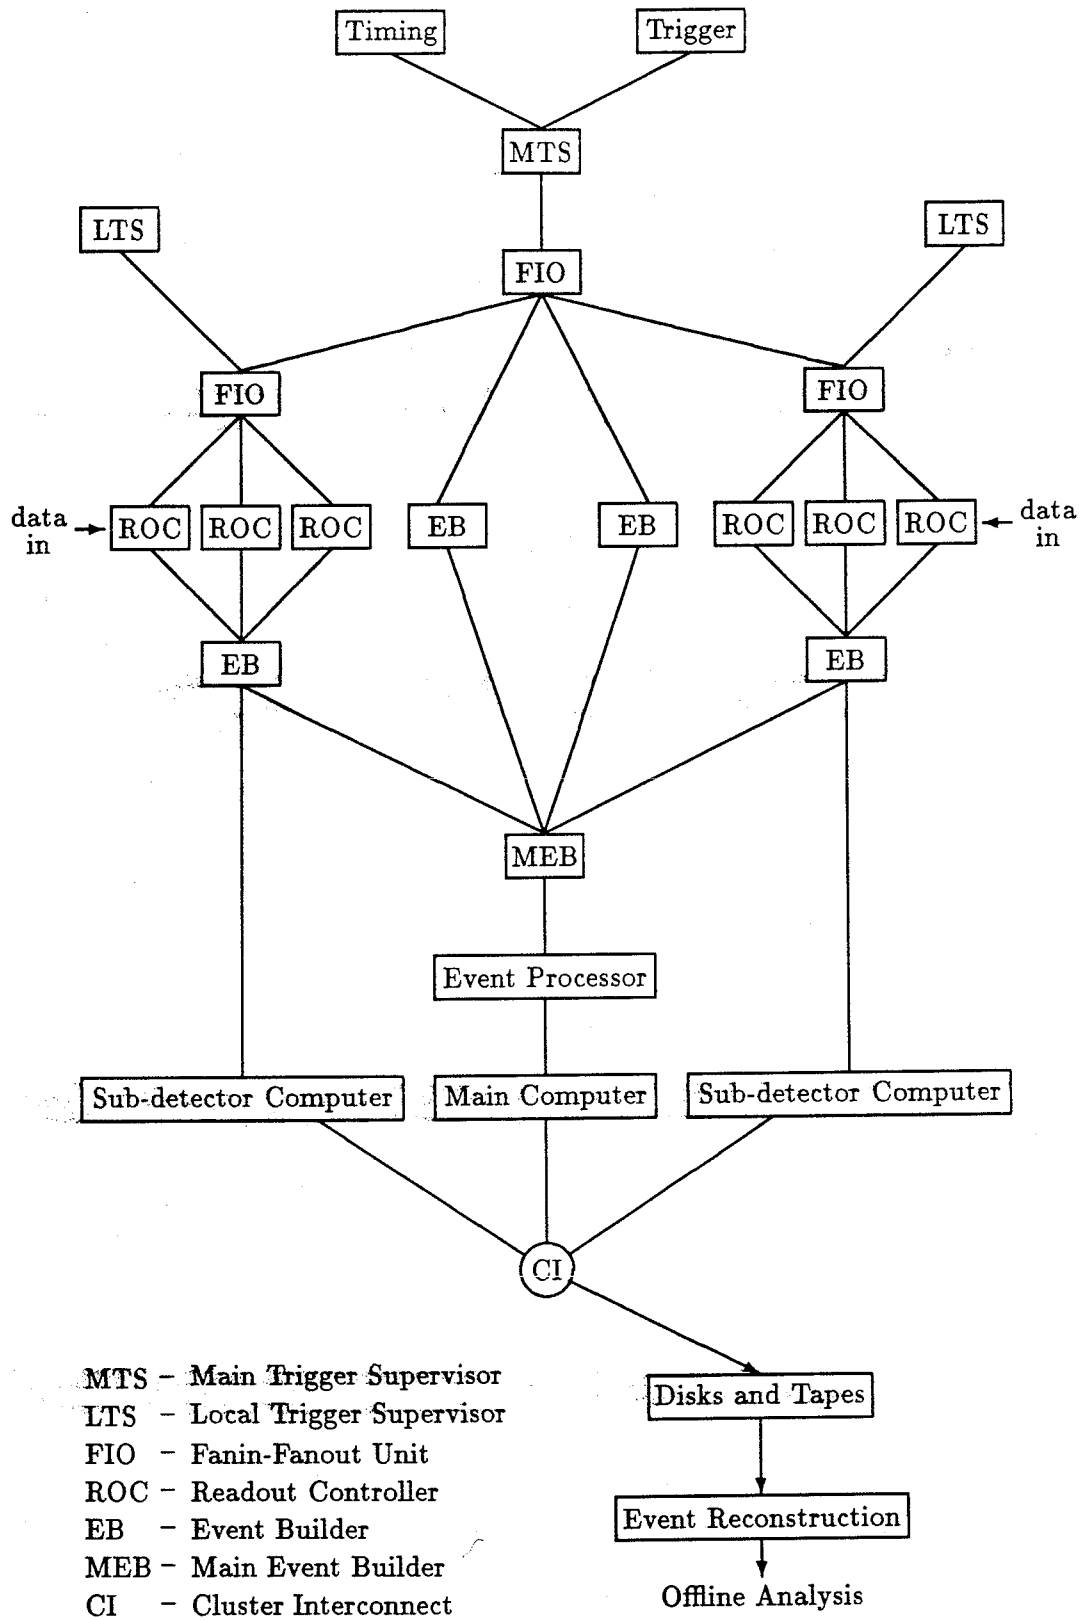 Timing
Trigger
MTS
LTS
LTS
FIO
FIO
FIO
data
in
ROC
ROC
ROC
EB
EB
ROC
ROC
ROC
data
in
EB
EB
MEB
Event Processor
Sub-detector Computer
Main Computer
Sub-detector Computer
CI
MTS – Main Trigger Supervisor
LTS – Local Trigger Supervisor
FIO – Fanin-Fanout Unit
ROC – Readout Controller
EB – Event Builder
MEB – Main Event Builder
CI – Cluster Interconnect
Disks and Tapes
Event Reconstruction
Offline Analysis